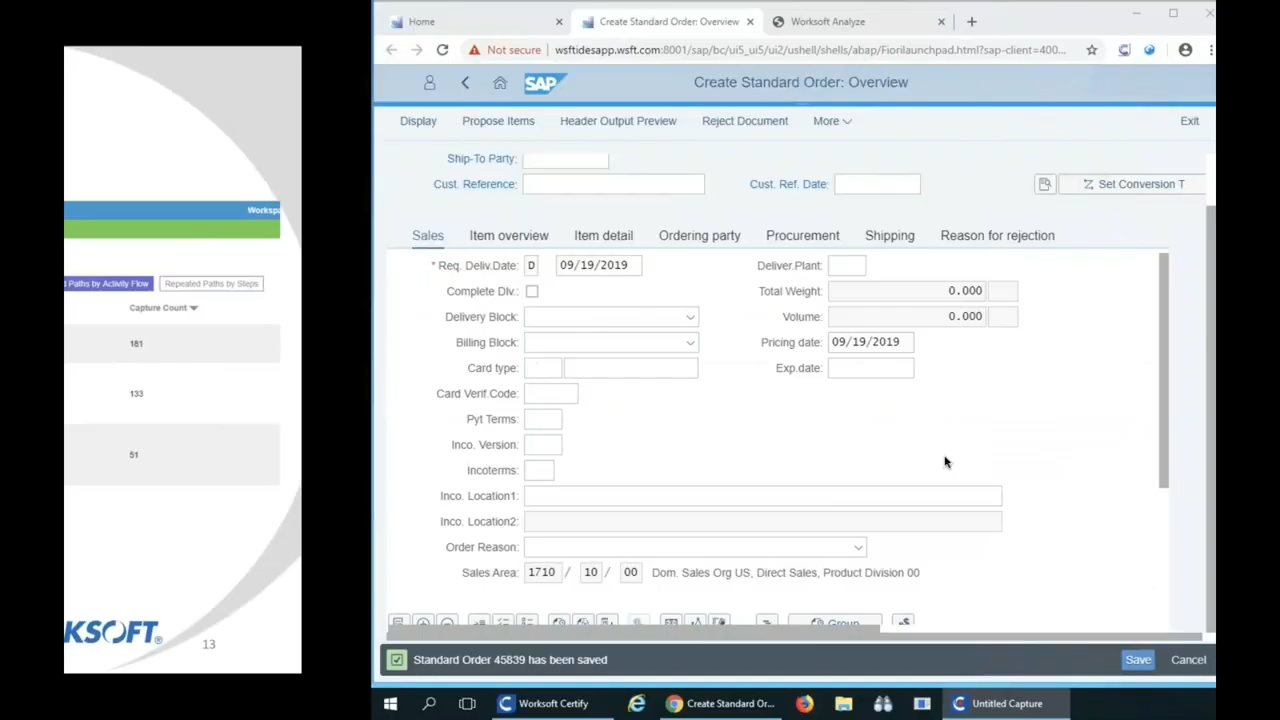 Workspa
d Paths by Activity Flow
Repeated Paths by Steps
Capture Count
181
133
51
KSOFT
13
Home
Create Standard Order: Overview
Worksoft Analyze
Not secure
wsftidesapp.wsft.com:8001/sap/bc/ui5_ui5/ui2/ushell/shells/abap/Fiorilaunchpad.html?sap-client=400...
SAP
Create Standard Order: Overview
Display
Propose Items
Header Output Preview
Reject Document
More
Exit
Ship-To Party:
Cust. Reference:
Cust. Ref. Date:
Set Conversion T
Sales
Item overview
Item detail
Ordering party
Procurement
Shipping
Reason for rejection
* Req. Deliv.Date: D 09/19/2019
Deliver.Plant:
Complete Dlv.:
Total Weight: 0.000
Delivery Block:
Volume: 0.000
Billing Block:
Pricing date: 09/19/2019
Card type:
Exp.date:
Card Verif.Code:
Pyt Terms:
Inco. Version:
Incoterms:
Inco. Location1:
Inco. Location2:
Order Reason:
Sales Area: 1710 / 10 / 00 Dom. Sales Org US, Direct Sales, Product Division 00
Group
Standard Order 45839 has been saved
Save
Cancel
Worksoft Certify
Create Standard Or...
Untitled Capture